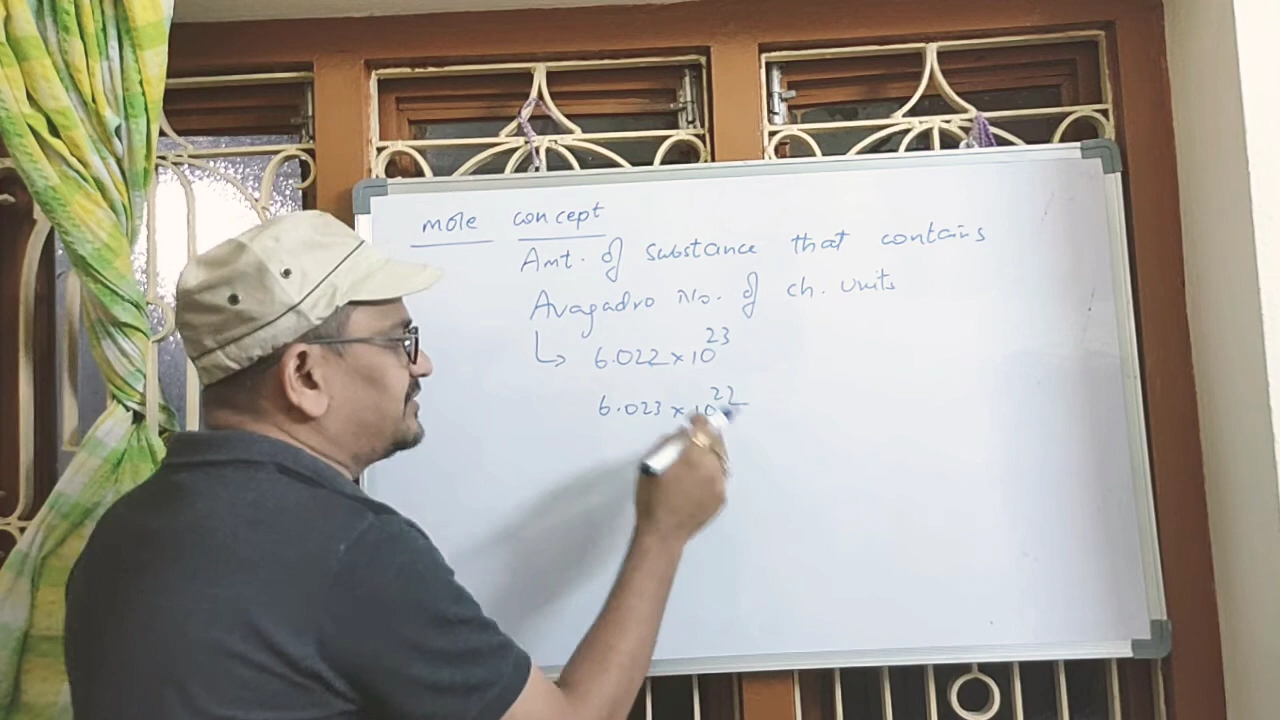 mole concept
Amt. of substance that contains
Avagadro No. of ch. units
↳ 6.022 × 10²³
6.023 × 10²²